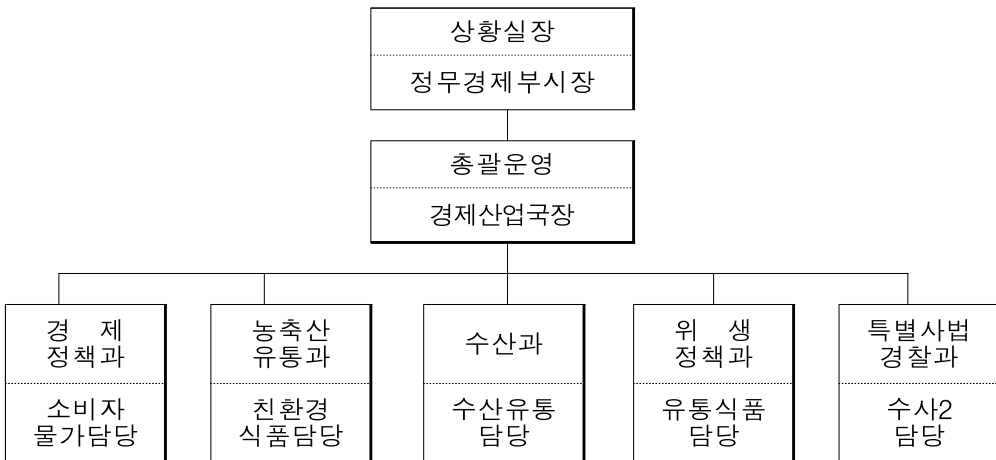 상황실장
정무경제부시장
총괄운영
경제산업국장
경 제
정책과
소비자
물가담당
농축산
유통과
친환경
식품담당
수산과
수산유통
담당
위 생
정책과
유통식품
담당
특별사법
경찰과
수사2
담당